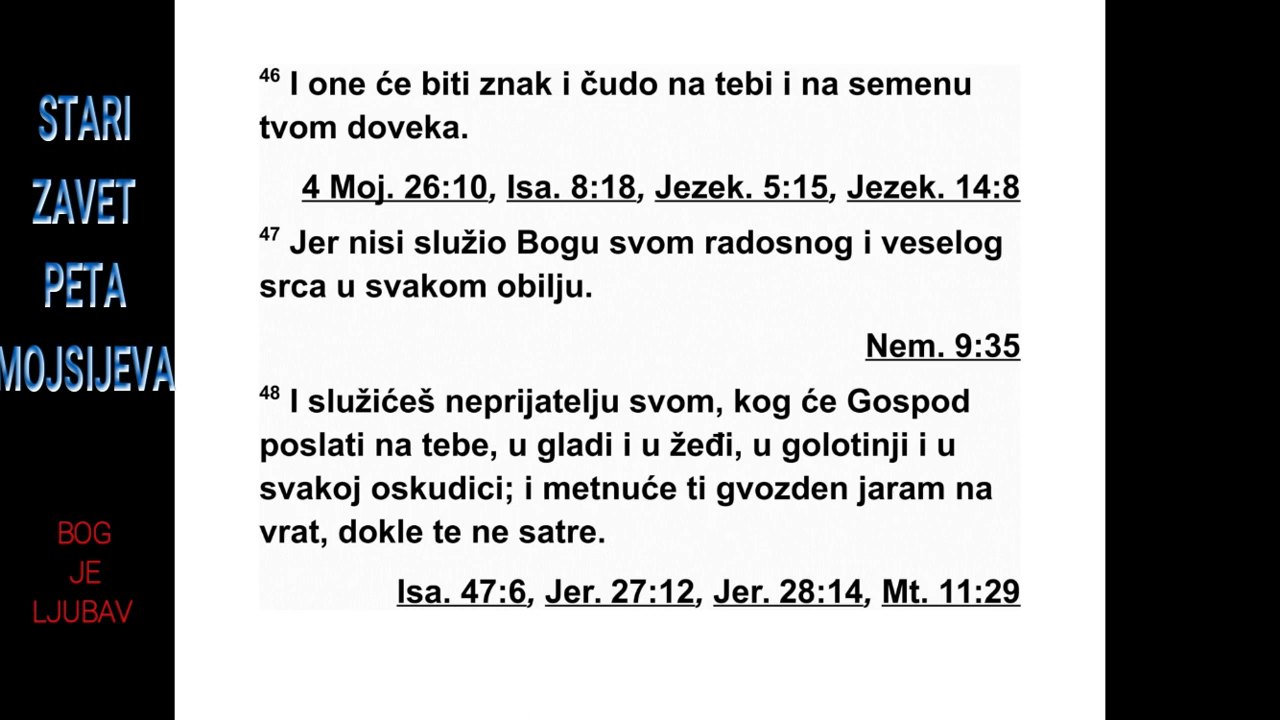 STARI
ZAVET
PETA
MOJSIJEVA
BOG
JE
LJUBAV
46 I one će biti znak i čudo na tebi i na semenu
tvom doveka.
4 Moj. 26:10, Isa. 8:18, Jezek. 5:15, Jezek. 14:8
47 Jer nisi služio Bogu svom radosnog i veselog
srca u svakom obilju.
Nem. 9:35
48 I služićeš neprijatelju svom, kog će Gospod
poslati na tebe, u gladi i u žeđi, u golotinji i u
svakoj oskudici; i metnuće ti gvozden jaram na
vrat, dokle te ne satre.
Isa. 47:6, Jer. 27:12, Jer. 28:14, Mt. 11:29